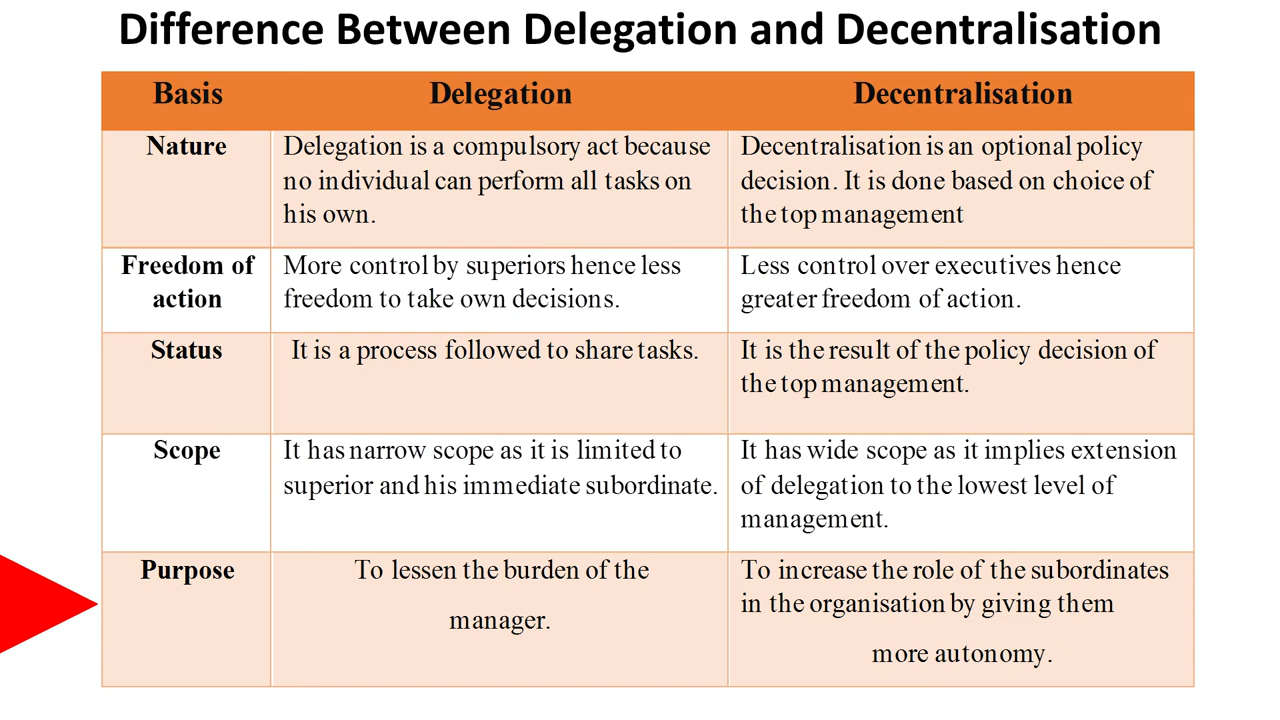 Difference Between Delegation and Decentralisation
Basis
Delegation
Decentralisation
Nature
Delegation is a compulsory act because
no individual can perform all tasks on
his own.
Decentralisation is an optional policy
decision. It is done based on choice of
the top management
Freedom of
action
More control by superiors hence less
freedom to take own decisions.
Less control over executives hence
greater freedom of action.
Status
It is a process followed to share tasks.
It is the result of the policy decision of
the top management.
Scope
It has narrow scope as it is limited to
superior and his immediate subordinate.
It has wide scope as it implies extension
of delegation to the lowest level of
management.
Purpose
To lessen the burden of the
manager.
To increase the role of the subordinates
in the organisation by giving them
more autonomy.